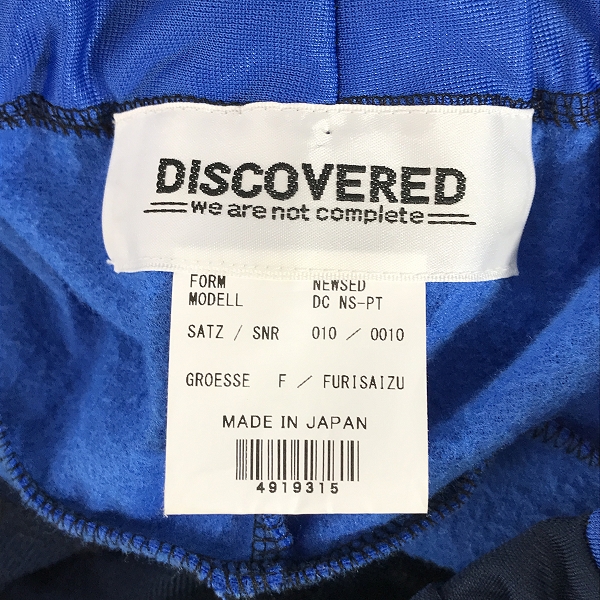 DISCOVERED
we are not complete
FORM NEWSED
MODELL DC NS-PT
SATZ / SNR 010 / 0010
GROESSE F / FURISAIZU
MADE IN JAPAN
4919315